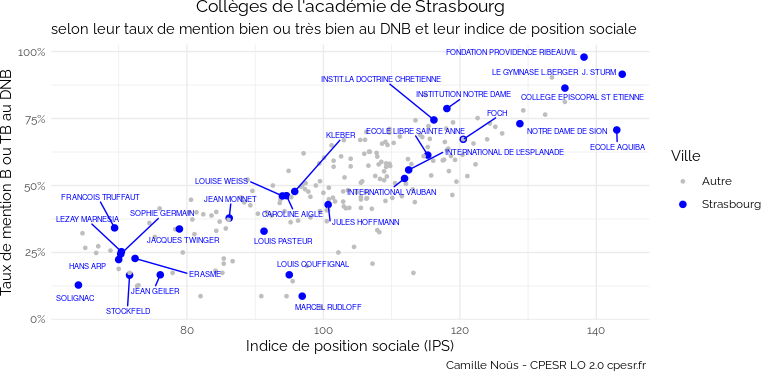 Collèges de l'académie de Strasbourg
selon leur taux de mention bien ou très bien au DNB et leur indice de position sociale
Taux de mention B ou TB au DNB
100%
75%
50%
25%
0%
FONDATION PROVIDENCE RIBEAUVIL
LE GYMNASE L.BERGER J. STURM
INSTIT.LA DOCTRINE CHRETIENNE
INSTITUTION NOTRE DAME
COLLEGE EPISCOPAL ST ETIENNE
FOCH
KLEBER
ECOLE LIBRE SAINTE ANNE
NOTRE DAME DE SION
ECOLE AQUIBA
INTERNATIONAL DE L'ESPLANADE
LOUISE WEISS
INTERNATIONAL VAUBAN
FRANCOIS TRUFFAUT
JEAN MONNET
SOPHIE GERMAIN
CAROLINE AIGLE
LEZAY MARNESIA
JULES HOFFMANN
JACQUES TWINGER
LOUIS PASTEUR
HANS ARP
LOUIS COUFFIGNAL
ERASME
JEAN GEILER
SOLIGNAC
STOCKFELD
MARCEL RUDLOFF
80
100
120
140
Indice de position sociale (IPS)
Ville
Autre
Strasbourg
Camille Noûs - CPESR LO 2.0 cpesr.fr